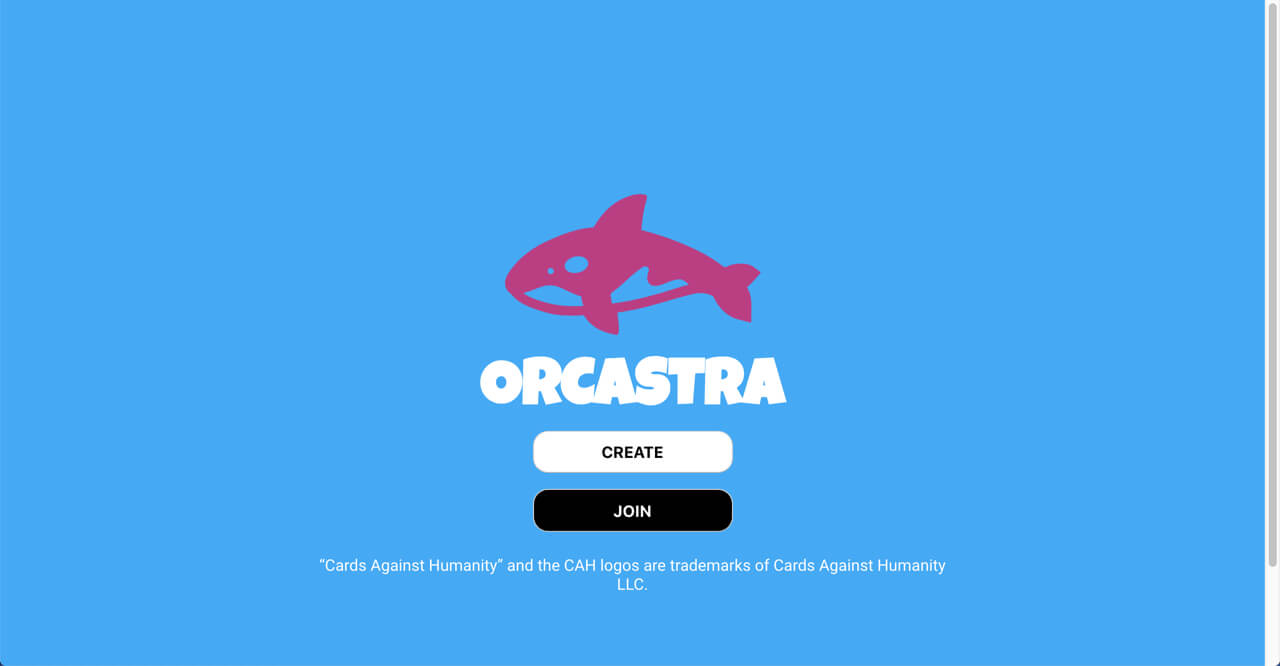 ORCASTRA
CREATE
JOIN
“Cards Against Humanity” and the CAH logos are trademarks of Cards Against Humanity
LLC.